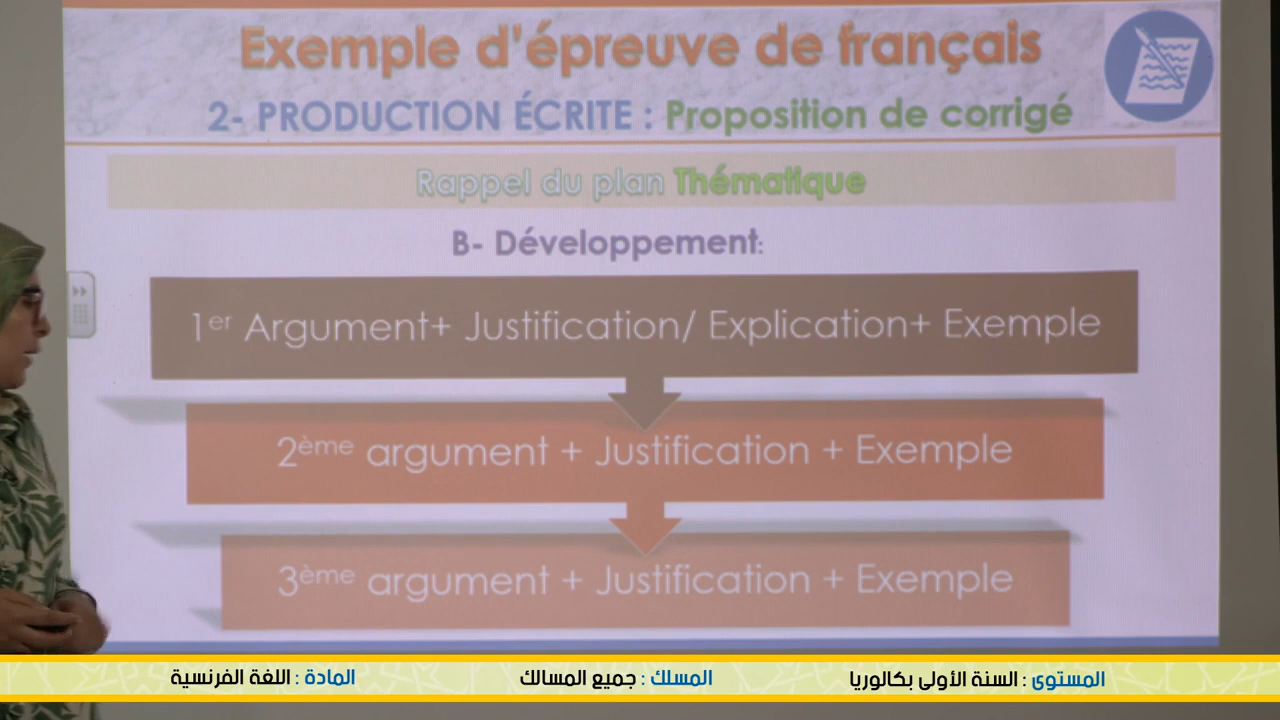 Exemple d'épreuve de français
2- PRODUCTION ÉCRITE : Proposition de corrigé
Rappel du plan Thématique
B- Développement:
1er Argument+ Justification/ Explication+ Exemple
2ème argument + Justification + Exemple
3ème argument + Justification + Exemple
المستوى : السنة الأولى بكالوريا المسلك : جميع المسالك المادة : اللغة الفرنسية